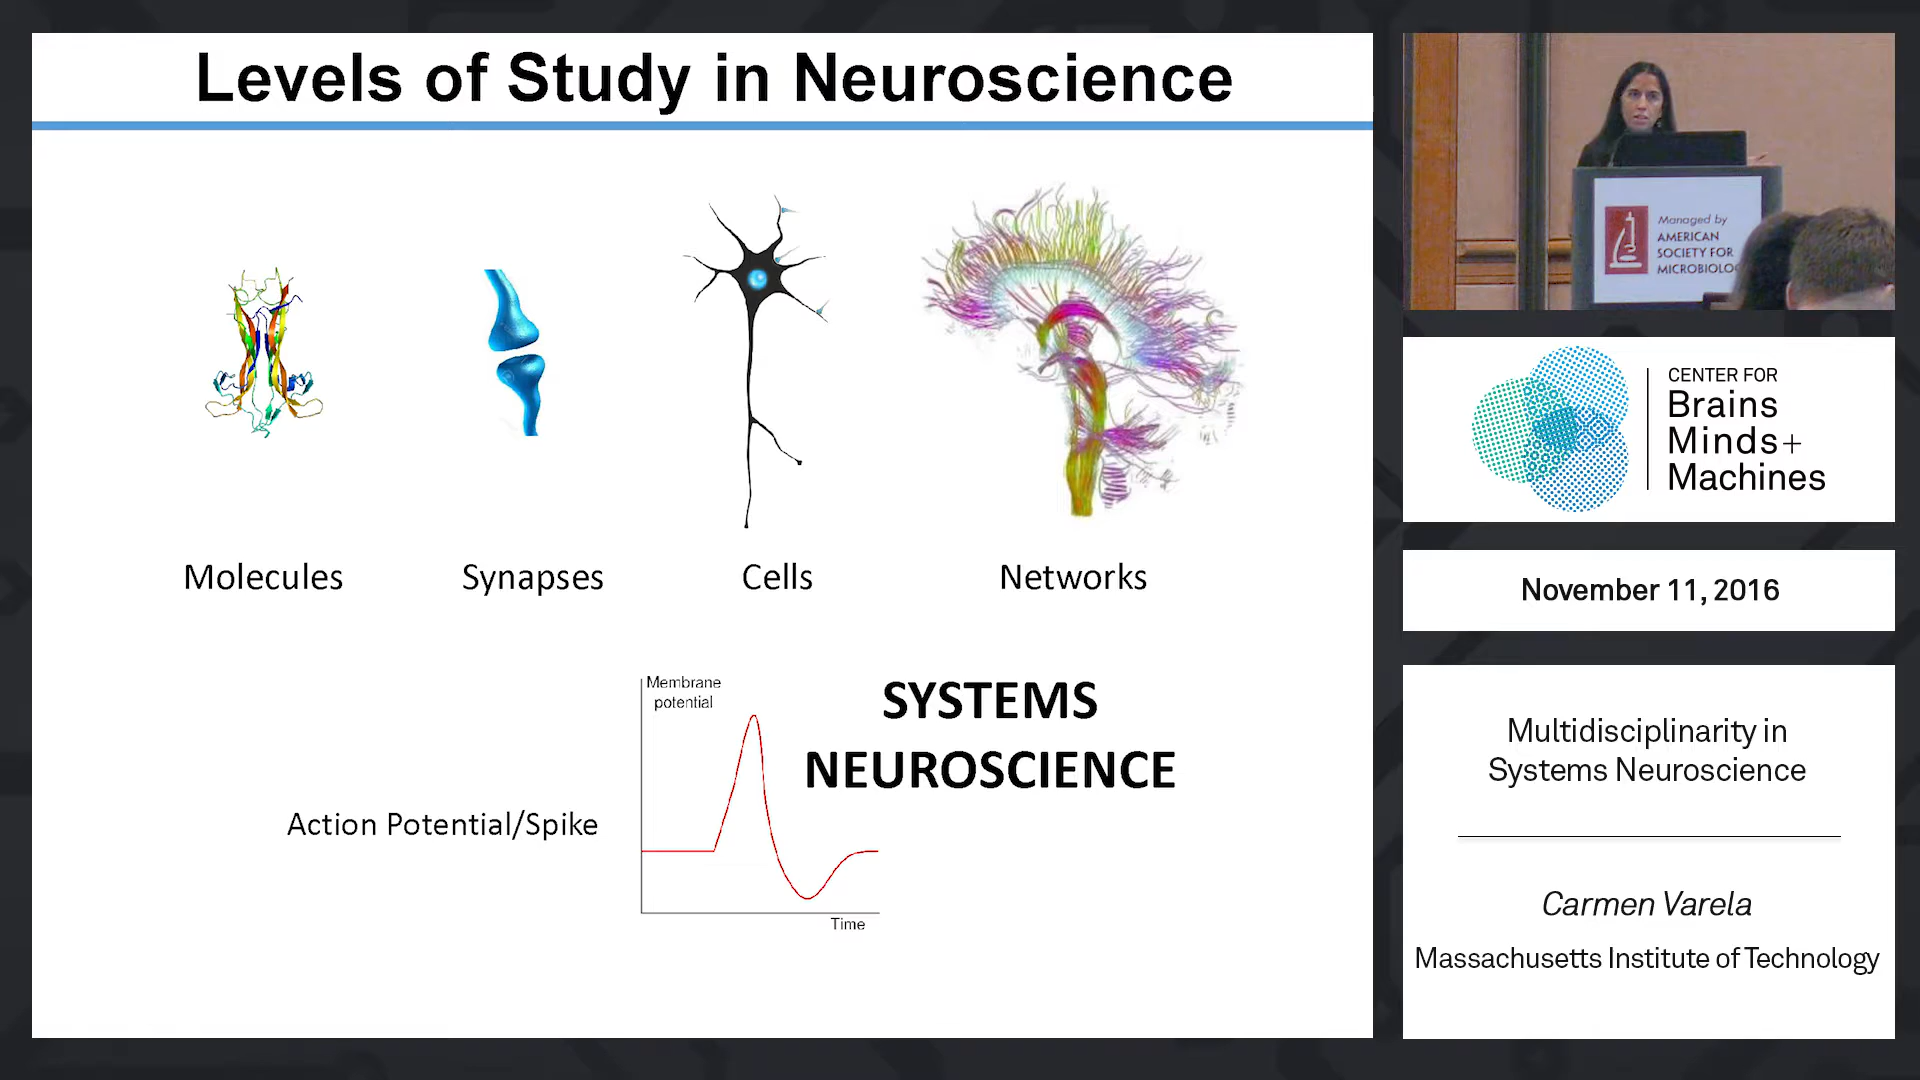 Levels of Study in Neuroscience
Molecules
Synapses
Cells
Networks
Membrane
potential
SYSTEMS
NEUROSCIENCE
Action Potential/Spike
Time
Managed by
AMERICAN
SOCIETY FOR
CENTER FOR
Brains
Minds+
Machines
November 11, 2016
Multidisciplinarity in
Systems Neuroscience
Carmen Varela
Massachusetts Institute of Technology